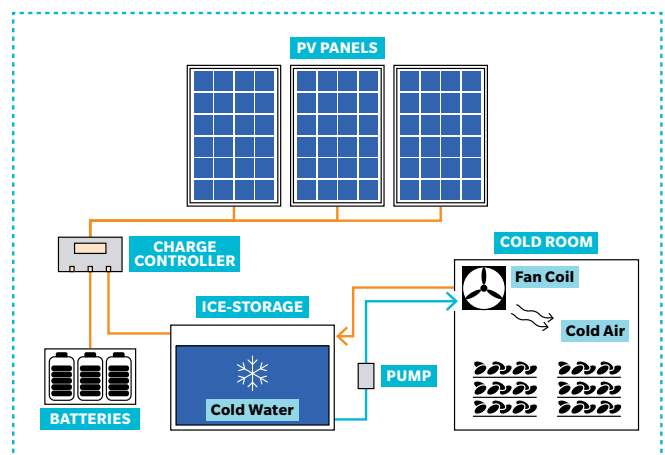 PV PANELS
CHARGE
CONTROLLER
COLD ROOM
Fan Coil
ICE-STORAGE
Cold Air
PUMP
BATTERIES
Cold Water